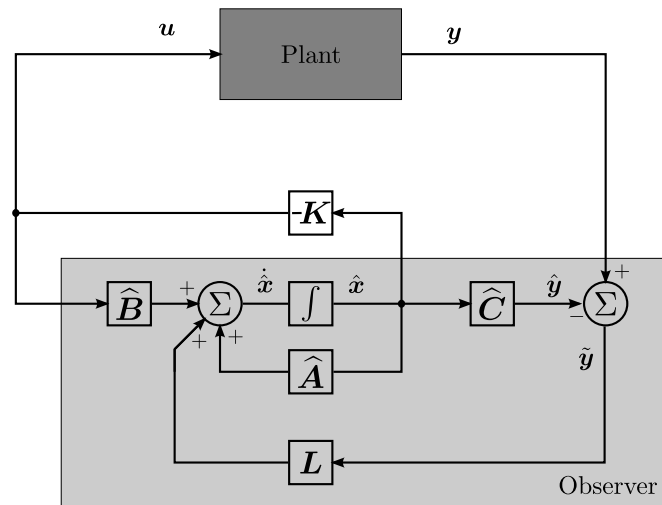 u
Plant
y
-K
+
B̂
+
Σ
ẋ̂
∫
x̂
Ĉ
ŷ
−
Σ
+
+
Â
ỹ
L
Observer